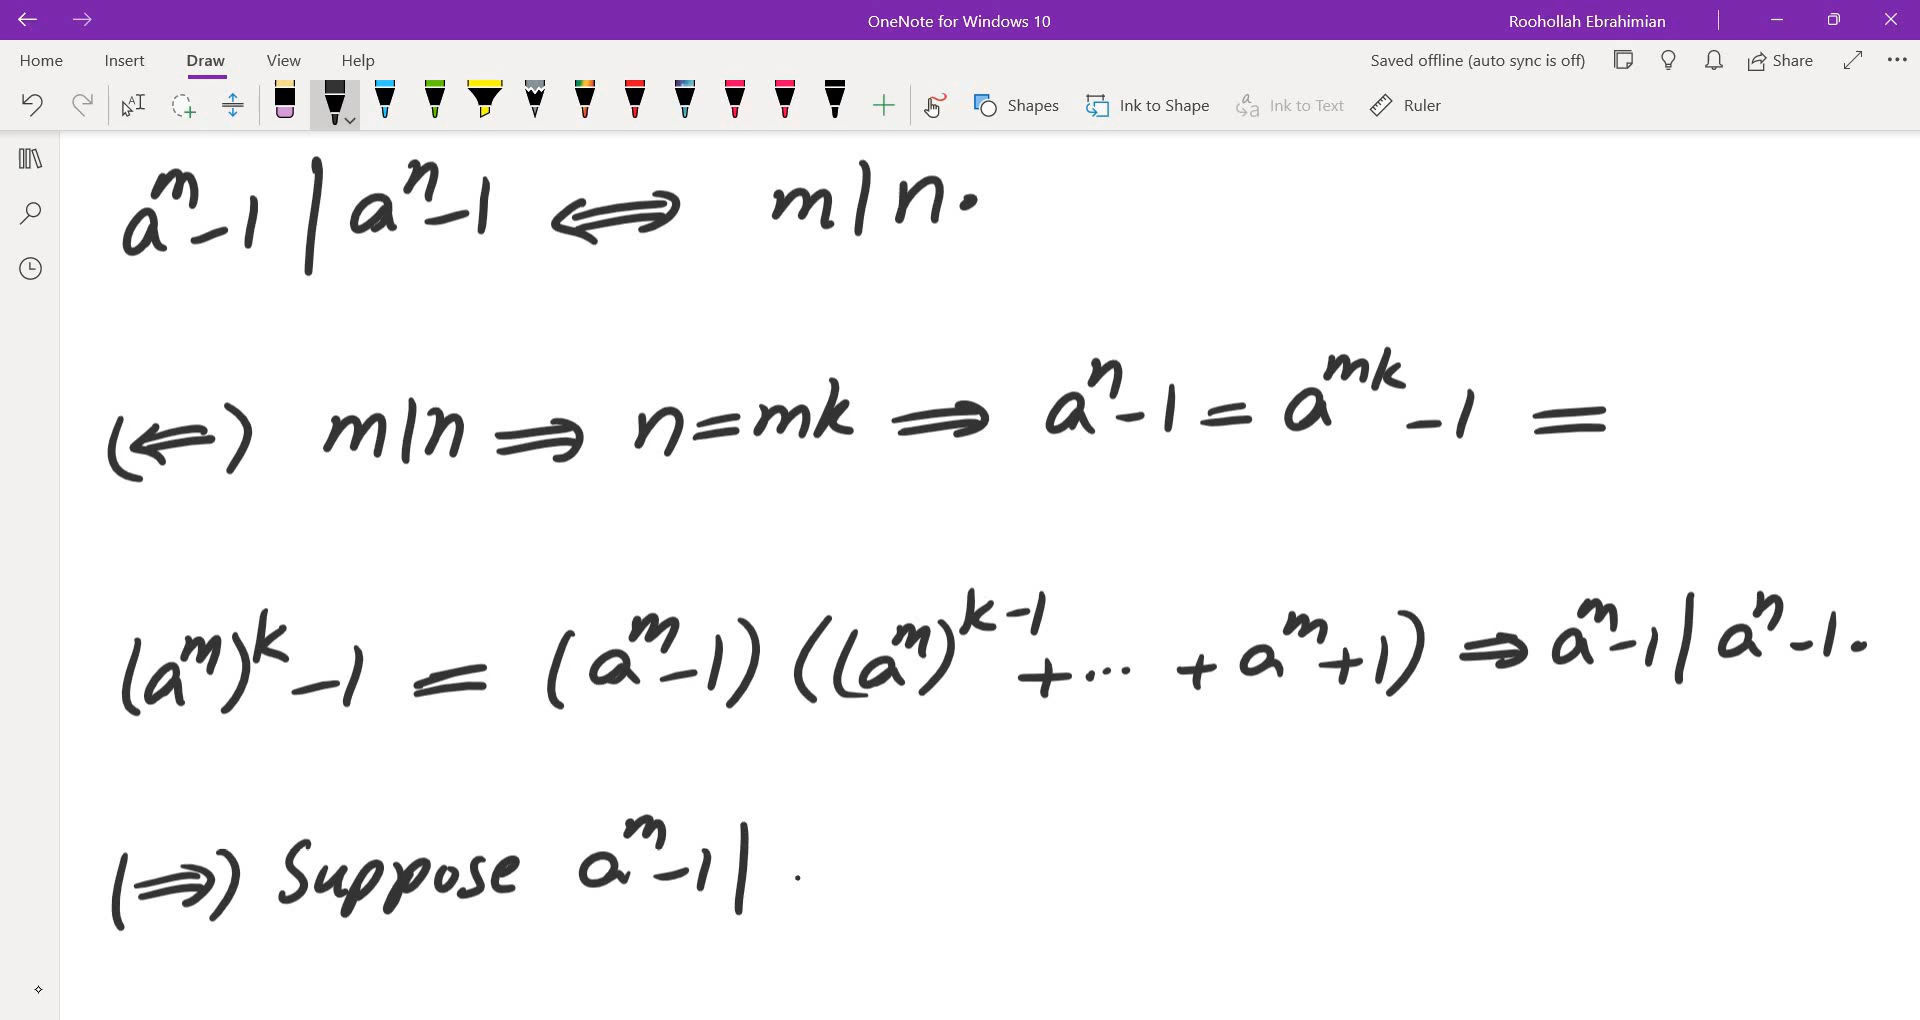 OneNote for Windows 10 Roohollah Ebrahimian
Home Insert Draw View Help Saved offline (auto sync is off) Share
AI Shapes Ink to Shape a Ink to Text Ruler
a^m-1 | a^n-1 ⟺ m|n.
(⇐) m|n ⟹ n=mk ⟹ a^n-1 = a^{mk}-1 =
(a^m)^k-1 = (a^m-1)((a^m)^{k-1}+...+a^m+1) ⟹ a^m-1 | a^n-1.
(⟹) Suppose a^m-1 | .